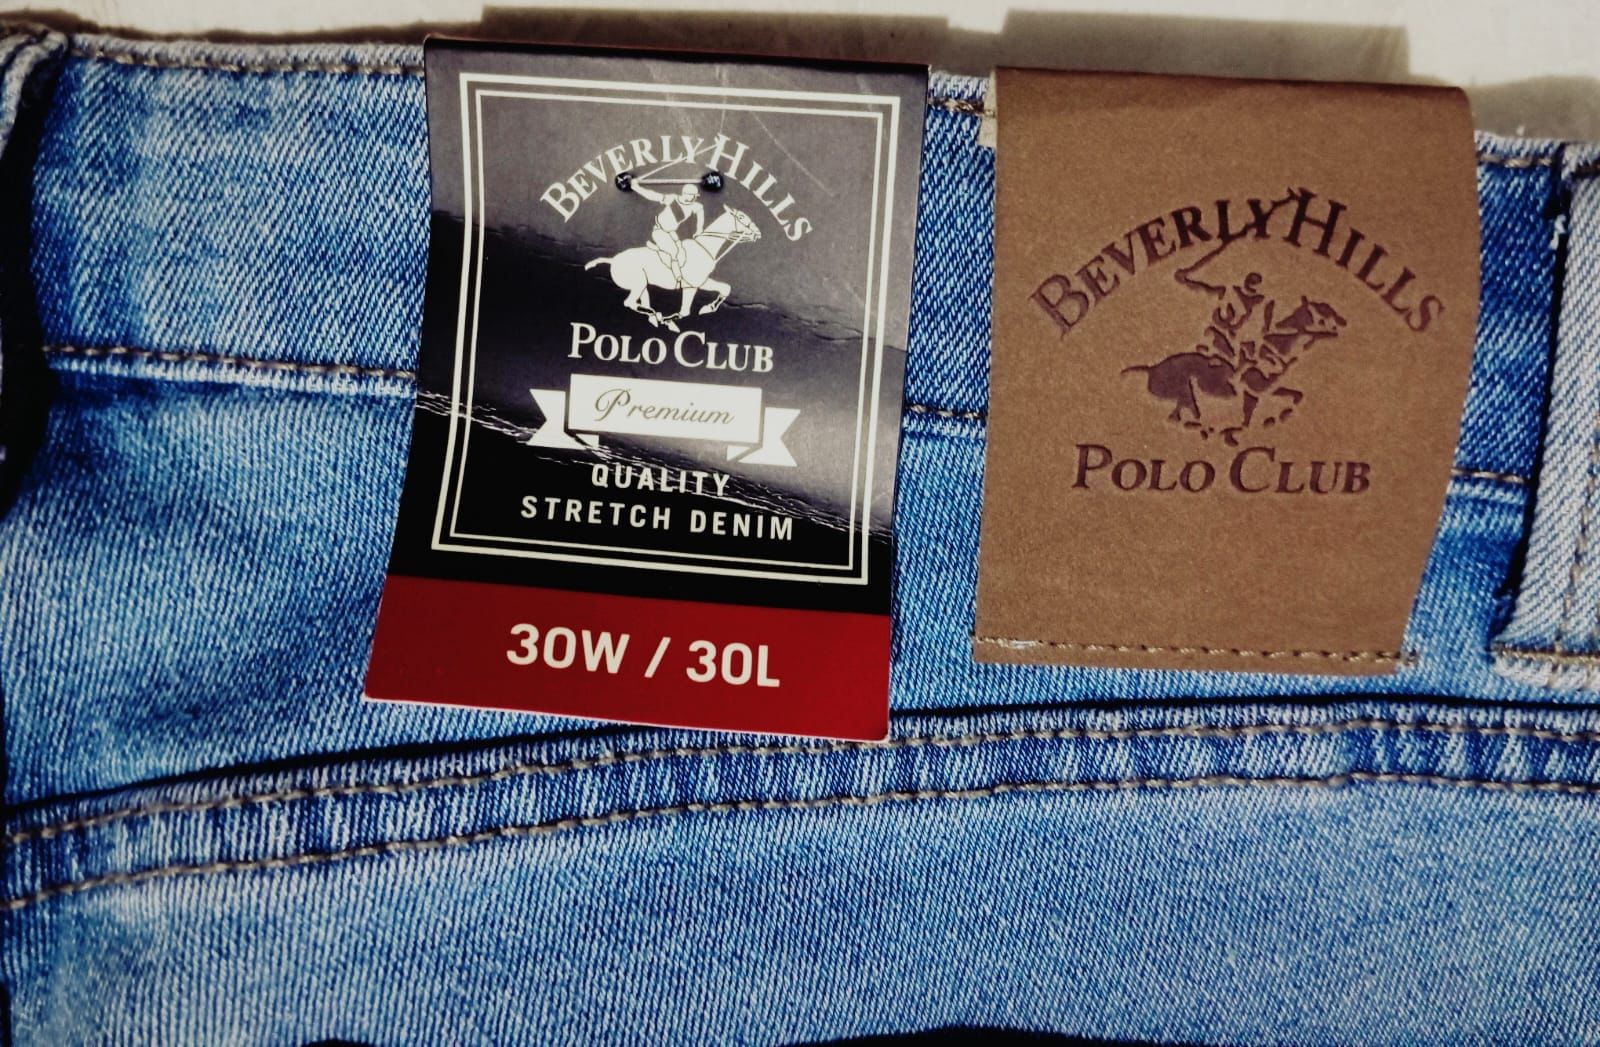 BEVERLY HILLS
POLO CLUB
Premium
QUALITY
STRETCH DENIM
30W / 30L
BEVERLY HILLS
POLO CLUB